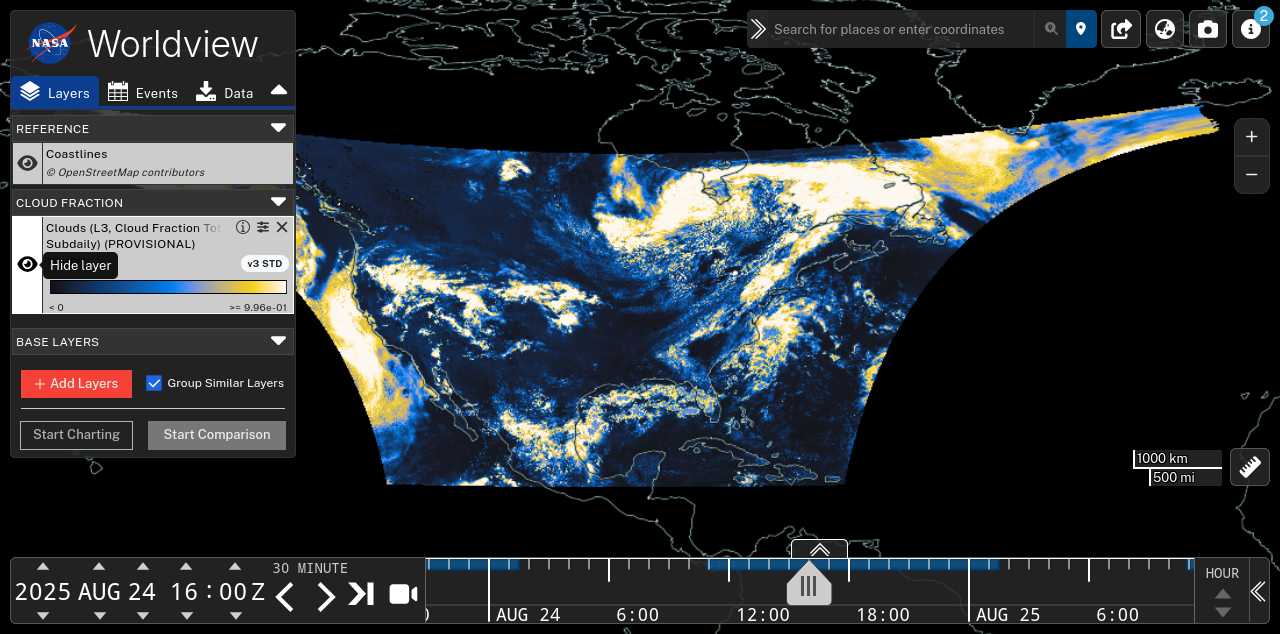 NASA Worldview
Layers Events Data
REFERENCE
Coastlines
© OpenStreetMap contributors
CLOUD FRACTION
Clouds (L3, Cloud Fraction Tot
Subdaily) (PROVISIONAL)
Hide layer
v3 STD
< 0 >= 9.96e-01
BASE LAYERS
+ Add Layers Group Similar Layers
Start Charting Start Comparison
Search for places or enter coordinates
2
+
−
1000 km
500 mi
30 MINUTE
2025 AUG 24 16 : 00 Z
AUG 24 6:00 12:00 18:00 AUG 25 6:00
HOUR